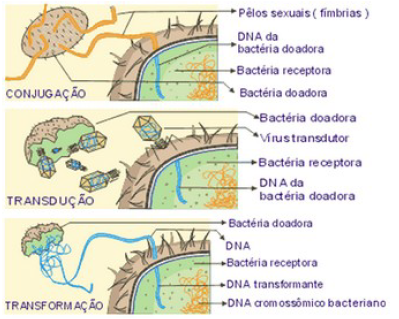 Pêlos sexuais ( fímbrias )
DNA da
bactéria doadora
Bactéria receptora
Bactéria doadora
CONJUGAÇÃO
Bactéria doadora
Vírus transdutor
Bactéria receptora
DNA da
bactéria doadora
TRANSDUÇÃO
Bactéria doadora
DNA
Bactéria receptora
DNA transformante
DNA cromossômico bacteriano
TRANSFORMAÇÃO